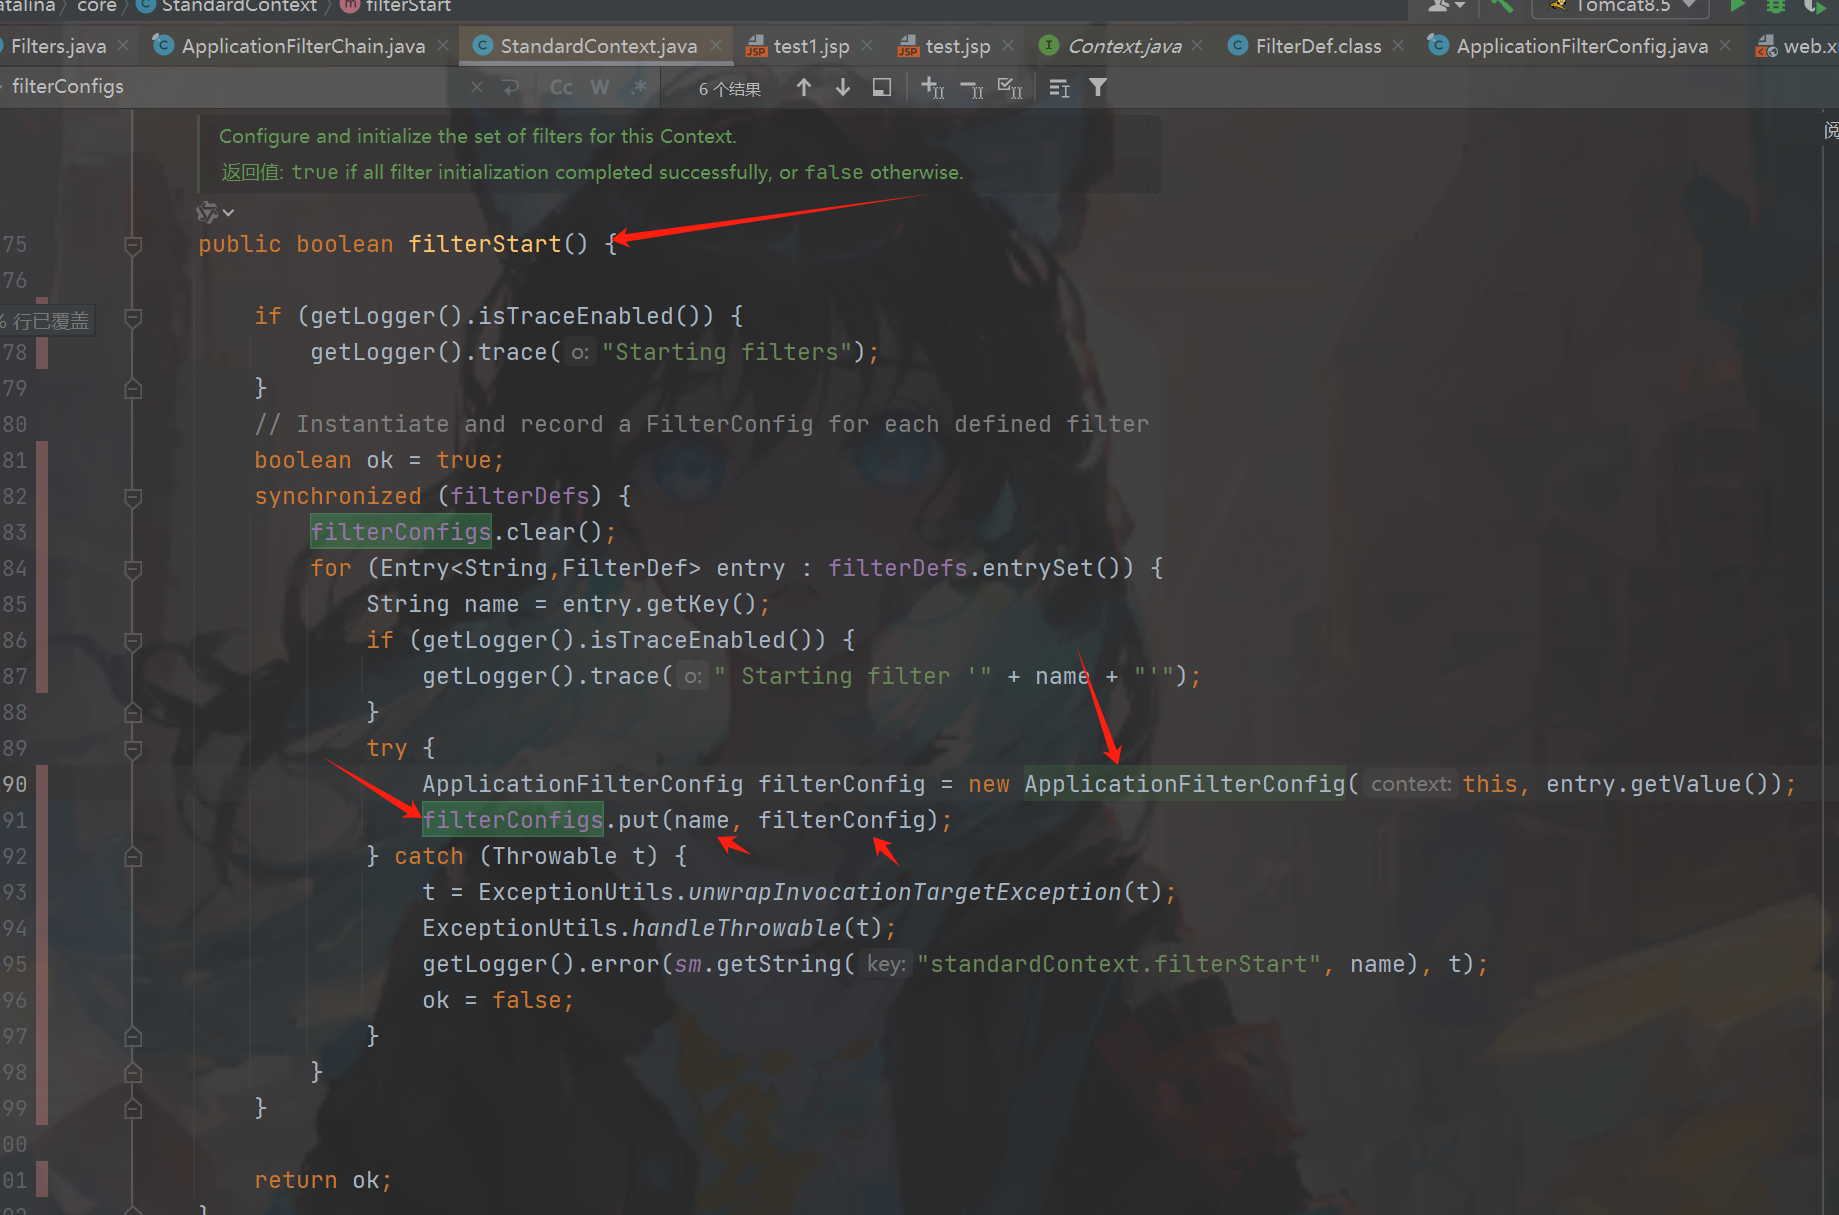 atalina › core › StandardContext › filterStart Tomcat8.5
Filters.java ApplicationFilterChain.java StandardContext.java test1.jsp test.jsp Context.java FilterDef.class ApplicationFilterConfig.java web.x
filterConfigs Cc W .* 6 个结果
Configure and initialize the set of filters for this Context.
返回值: true if all filter initialization completed successfully, or false otherwise.
75 public boolean filterStart() {
76
% 行已覆盖 if (getLogger().isTraceEnabled()) {
78 getLogger().trace( o: "Starting filters");
79 }
80 // Instantiate and record a FilterConfig for each defined filter
81 boolean ok = true;
82 synchronized (filterDefs) {
83 filterConfigs.clear();
84 for (Entry<String,FilterDef> entry : filterDefs.entrySet()) {
85 String name = entry.getKey();
86 if (getLogger().isTraceEnabled()) {
87 getLogger().trace( o: " Starting filter '" + name + "'");
88 }
89 try {
90 ApplicationFilterConfig filterConfig = new ApplicationFilterConfig( context: this, entry.getValue());
91 filterConfigs.put(name, filterConfig);
92 } catch (Throwable t) {
93 t = ExceptionUtils.unwrapInvocationTargetException(t);
94 ExceptionUtils.handleThrowable(t);
95 getLogger().error(sm.getString( key: "standardContext.filterStart", name), t);
96 ok = false;
97 }
98 }
99 }
00
01 return ok;